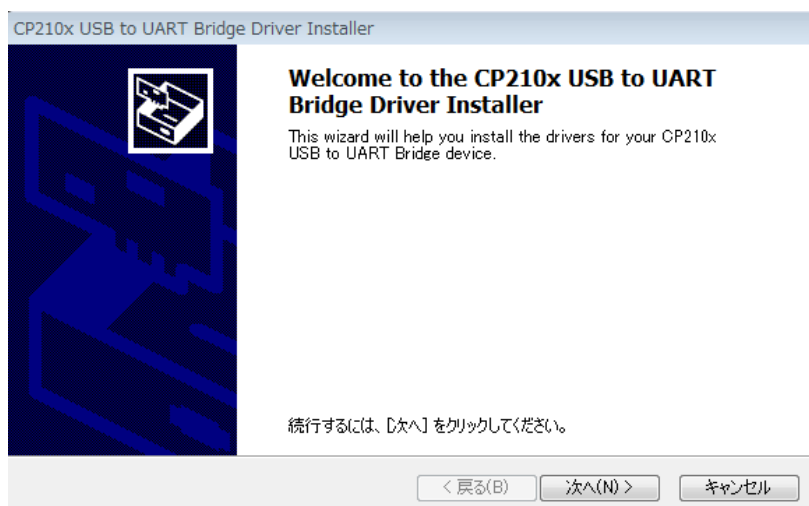 CP210x USB to UART Bridge Driver Installer
Welcome to the CP210x USB to UART
Bridge Driver Installer
This wizard will help you install the drivers for your CP210x
USB to UART Bridge device.
続行するには、[次へ] をクリックしてください。
< 戻る(B)
次へ(N) >
キャンセル